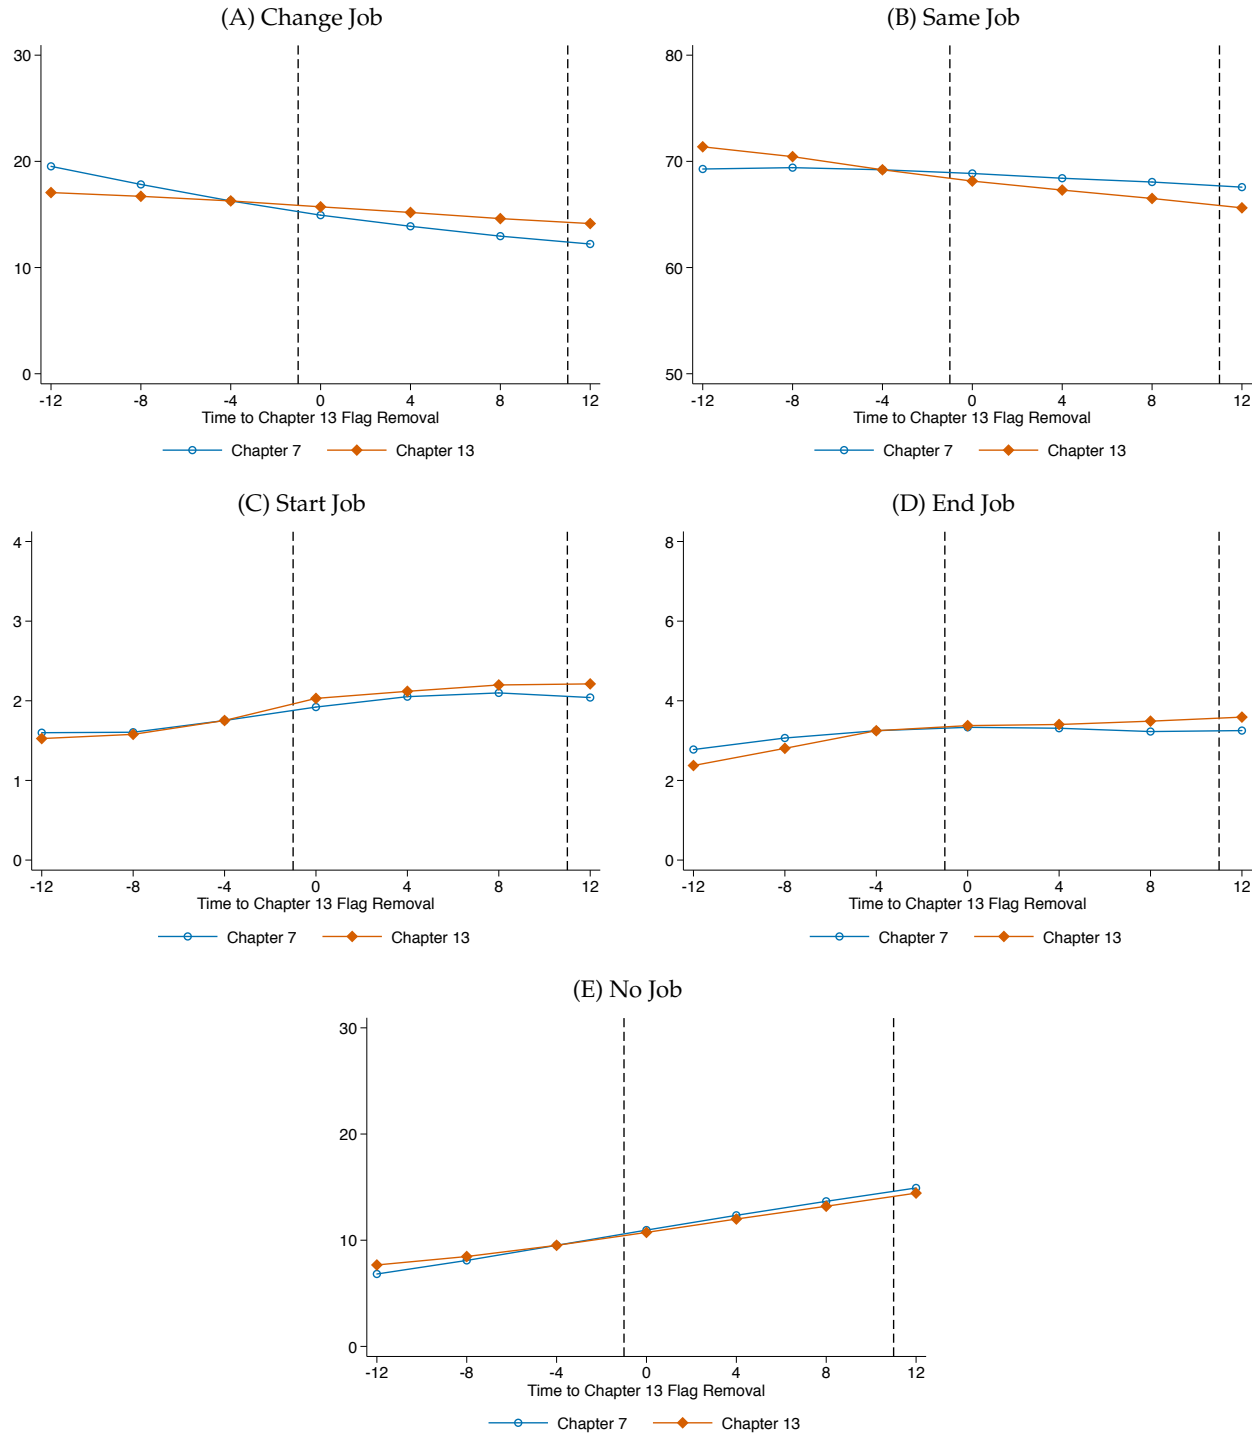 (A) Change Job
30
20
10
0
-12 -8 -4 0 4 8 12
Time to Chapter 13 Flag Removal
Chapter 7 Chapter 13
(B) Same Job
80
70
60
50
-12 -8 -4 0 4 8 12
Time to Chapter 13 Flag Removal
Chapter 7 Chapter 13
(C) Start Job
4
3
2
1
0
-12 -8 -4 0 4 8 12
Time to Chapter 13 Flag Removal
Chapter 7 Chapter 13
(D) End Job
8
6
4
2
0
-12 -8 -4 0 4 8 12
Time to Chapter 13 Flag Removal
Chapter 7 Chapter 13
(E) No Job
30
20
10
0
-12 -8 -4 0 4 8 12
Time to Chapter 13 Flag Removal
Chapter 7 Chapter 13